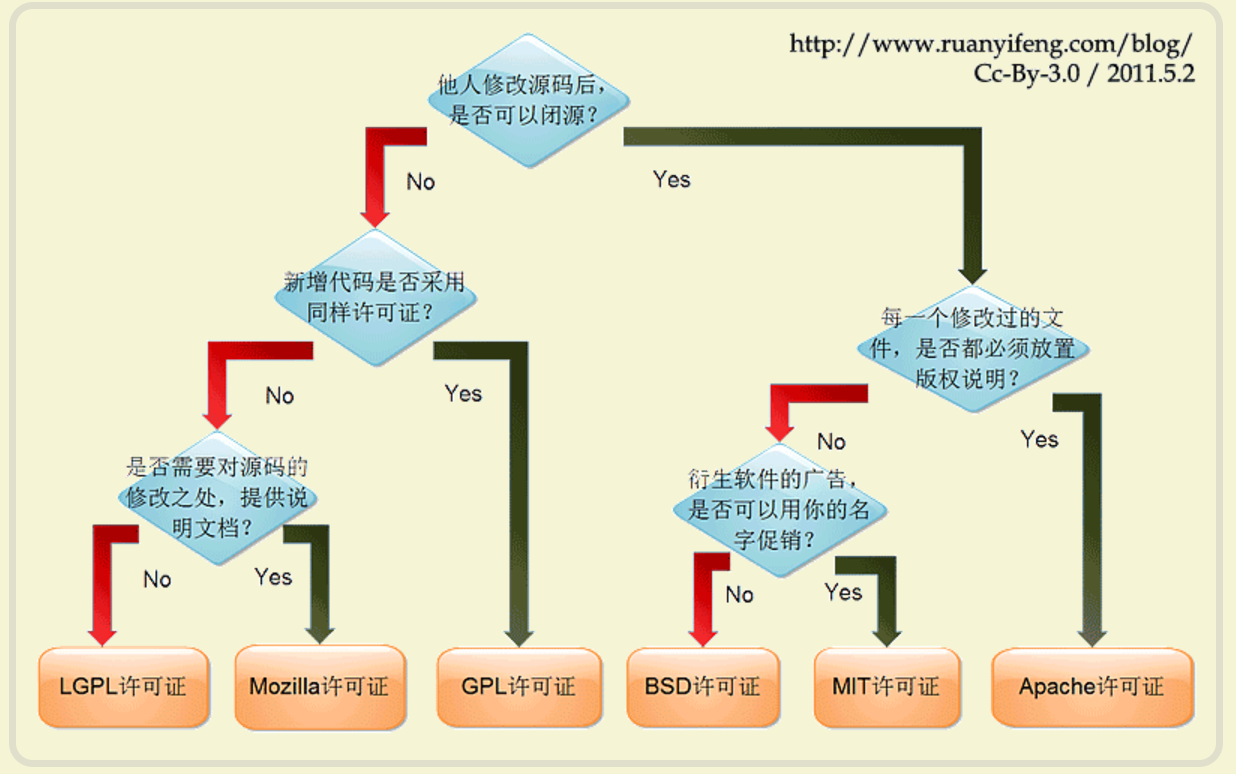 http://www.ruanyifeng.com/blog/
Cc-By-3.0 / 2011.5.2
他人修改源码后，
是否可以闭源？
No
Yes
新增代码是否采用
同样许可证？
每一个修改过的文
件，是否都必须放置
版权说明？
No
Yes
No
Yes
是否需要对源码的
修改之处，提供说
明文档？
衍生软件的广告，
是否可以用你的名
字促销？
No
Yes
No
Yes
LGPL许可证
Mozilla许可证
GPL许可证
BSD许可证
MIT许可证
Apache许可证